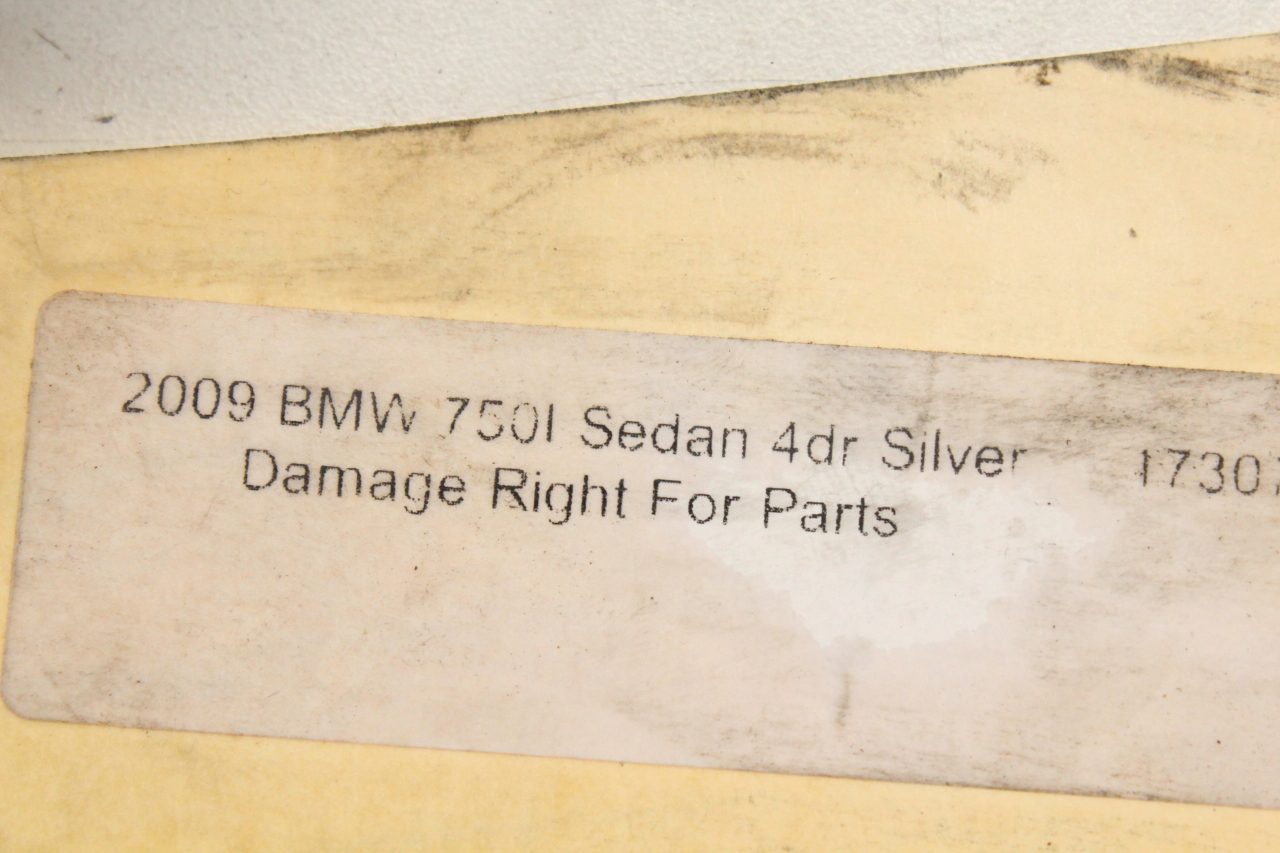 2009 BMW 750I Sedan 4dr Silver
Damage Right For Parts